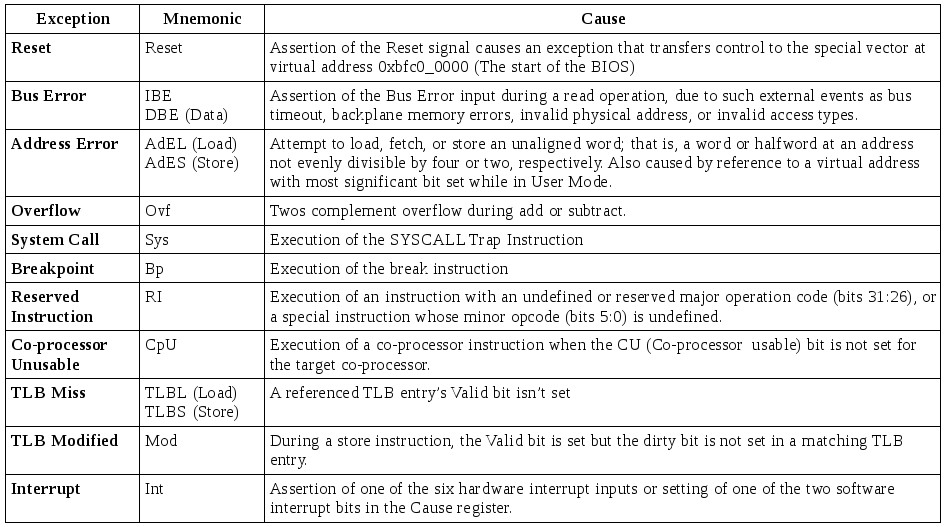 Exception Mnemonic Cause
Reset Reset Assertion of the Reset signal causes an exception that transfers control to the special vector at
virtual address 0xbfc0_0000 (The start of the BIOS)
Bus Error IBE Assertion of the Bus Error input during a read operation, due to such external events as bus
DBE (Data) timeout, backplane memory errors, invalid physical address, or invalid access types.
Address Error AdEL (Load) Attempt to load, fetch, or store an unaligned word; that is, a word or halfword at an address
AdES (Store) not evenly divisible by four or two, respectively. Also caused by reference to a virtual address
with most significant bit set while in User Mode.
Overflow Ovf Twos complement overflow during add or subtract.
System Call Sys Execution of the SYSCALL Trap Instruction
Breakpoint Bp Execution of the break instruction
Reserved RI Execution of an instruction with an undefined or reserved major operation code (bits 31:26), or
Instruction a special instruction whose minor opcode (bits 5:0) is undefined.
Co-processor CpU Execution of a co-processor instruction when the CU (Co-processor usable) bit is not set for
Unusable the target co-processor.
TLB Miss TLBL (Load) A referenced TLB entry's Valid bit isn't set
TLBS (Store)
TLB Modified Mod During a store instruction, the Valid bit is set but the dirty bit is not set in a matching TLB
entry.
Interrupt Int Assertion of one of the six hardware interrupt inputs or setting of one of the two software
interrupt bits in the Cause register.